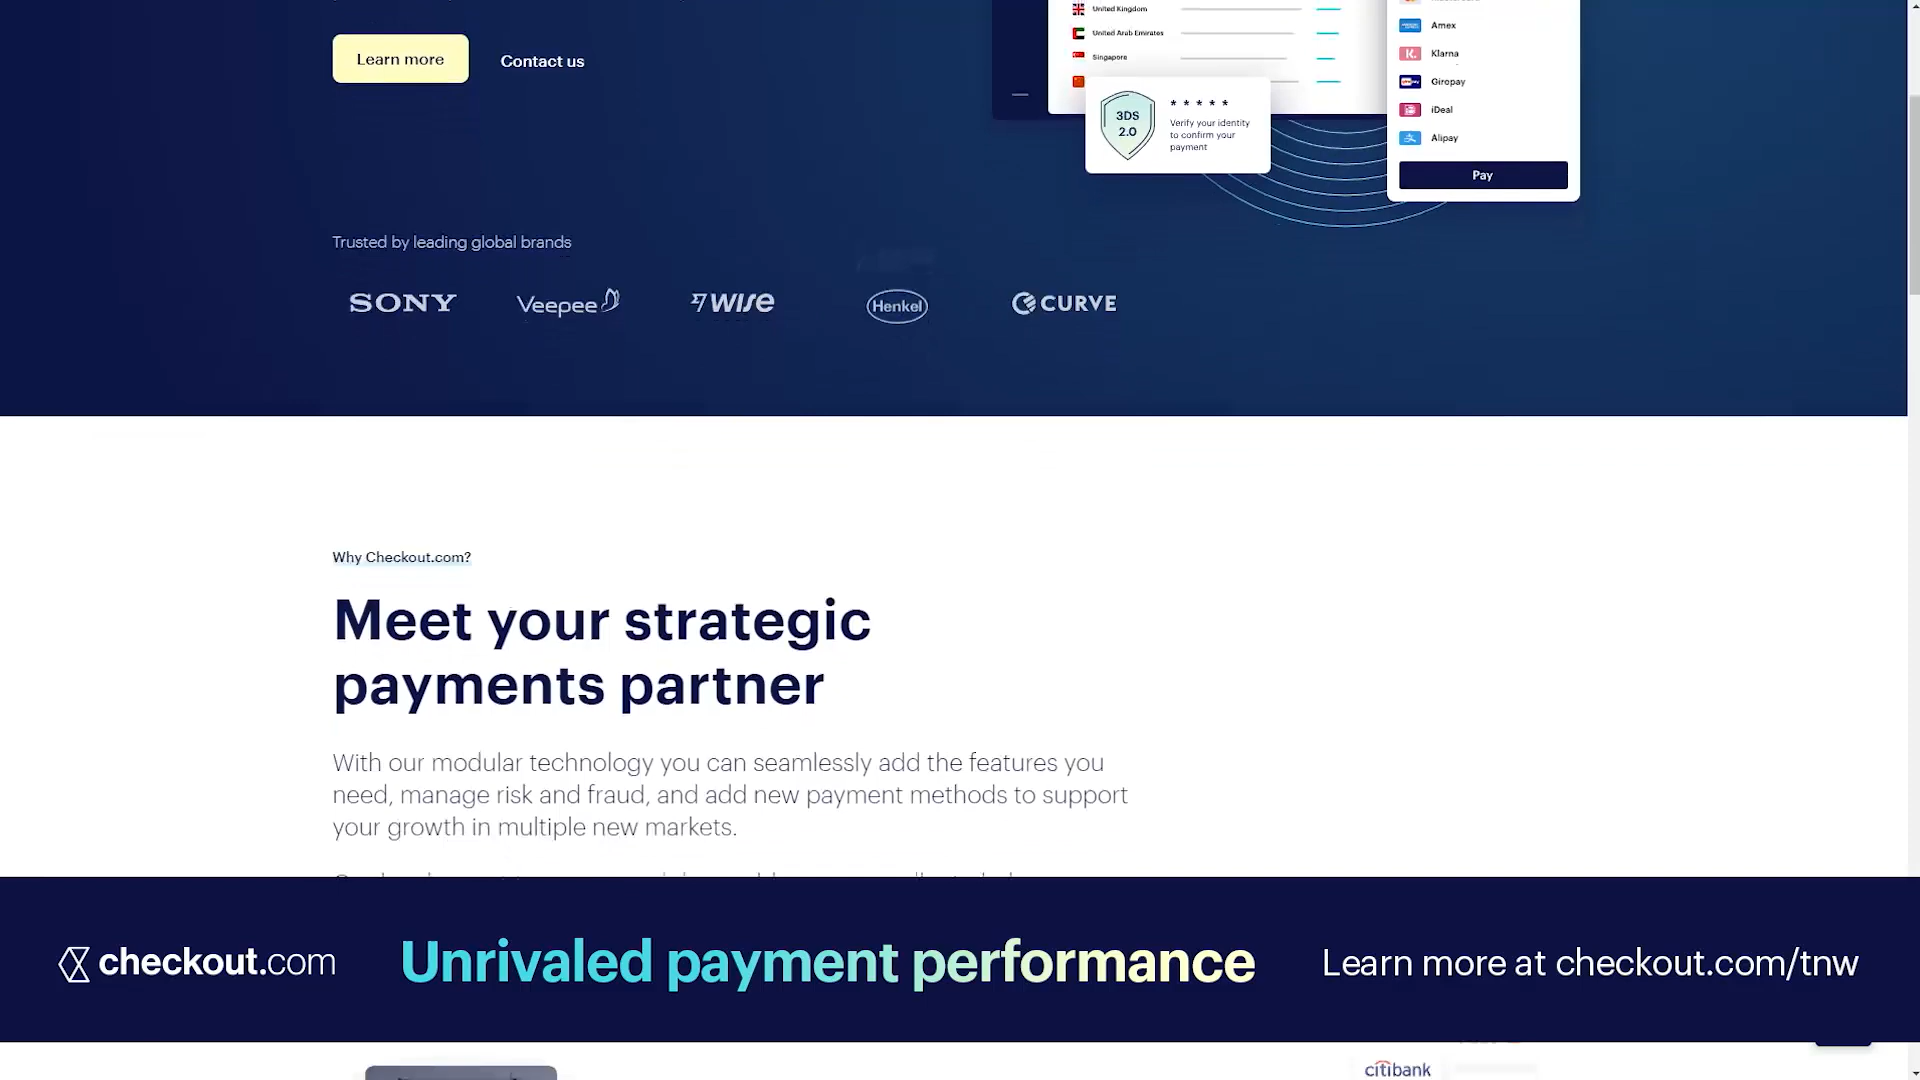 United Kingdom
United Arab Emirates
Singapore
Amex
Klarna
Giropay
iDeal
Alipay
Pay
Learn more
Contact us
3DS
2.0
* * * * *
Verify your identity
to confirm your
payment
Trusted by leading global brands
SONY
Veepee
WISE
Henkel
CURVE
Why Checkout.com?
Meet your strategic
payments partner
With our modular technology you can seamlessly add the features you
need, manage risk and fraud, and add new payment methods to support
your growth in multiple new markets.
checkout.com
Unrivaled payment performance
Learn more at checkout.com/tnw
citibank